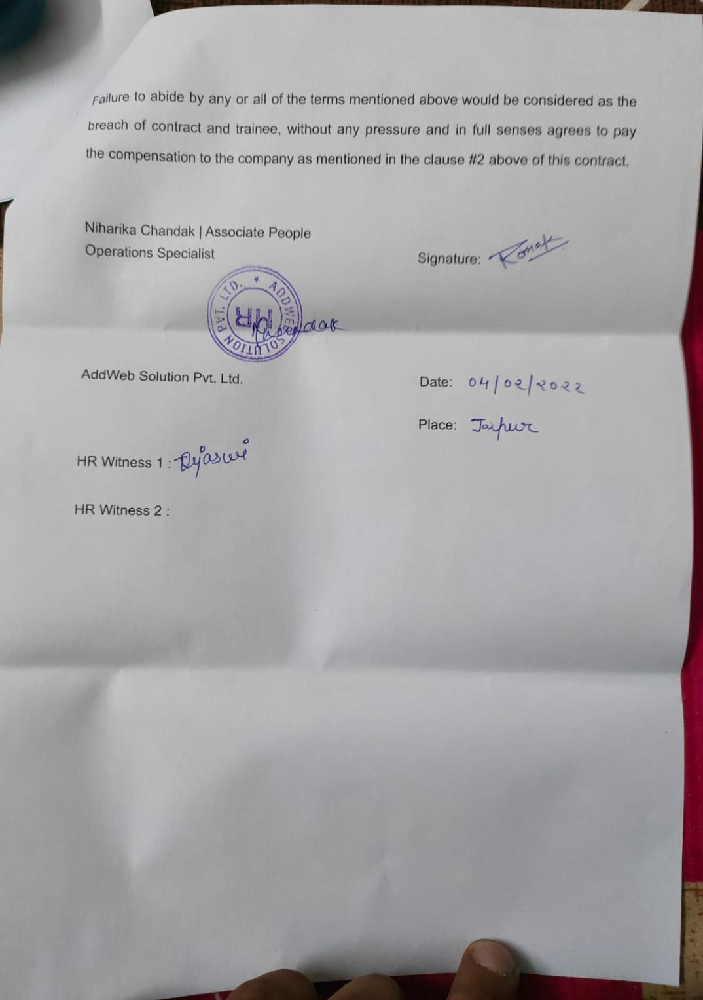 Failure to abide by any or all of the terms mentioned above would be considered as the
breach of contract and trainee, without any pressure and in full senses agrees to pay
the compensation to the company as mentioned in the clause #2 above of this contract.
Niharika Chandak | Associate People
Operations Specialist
Signature: Ronak
ADDWEB SOLUTION PVT. LTD. ★
HR
AddWeb Solution Pvt. Ltd.
Date: 04/02/2022
Place: Jaipur
HR Witness 1 :
HR Witness 2 :